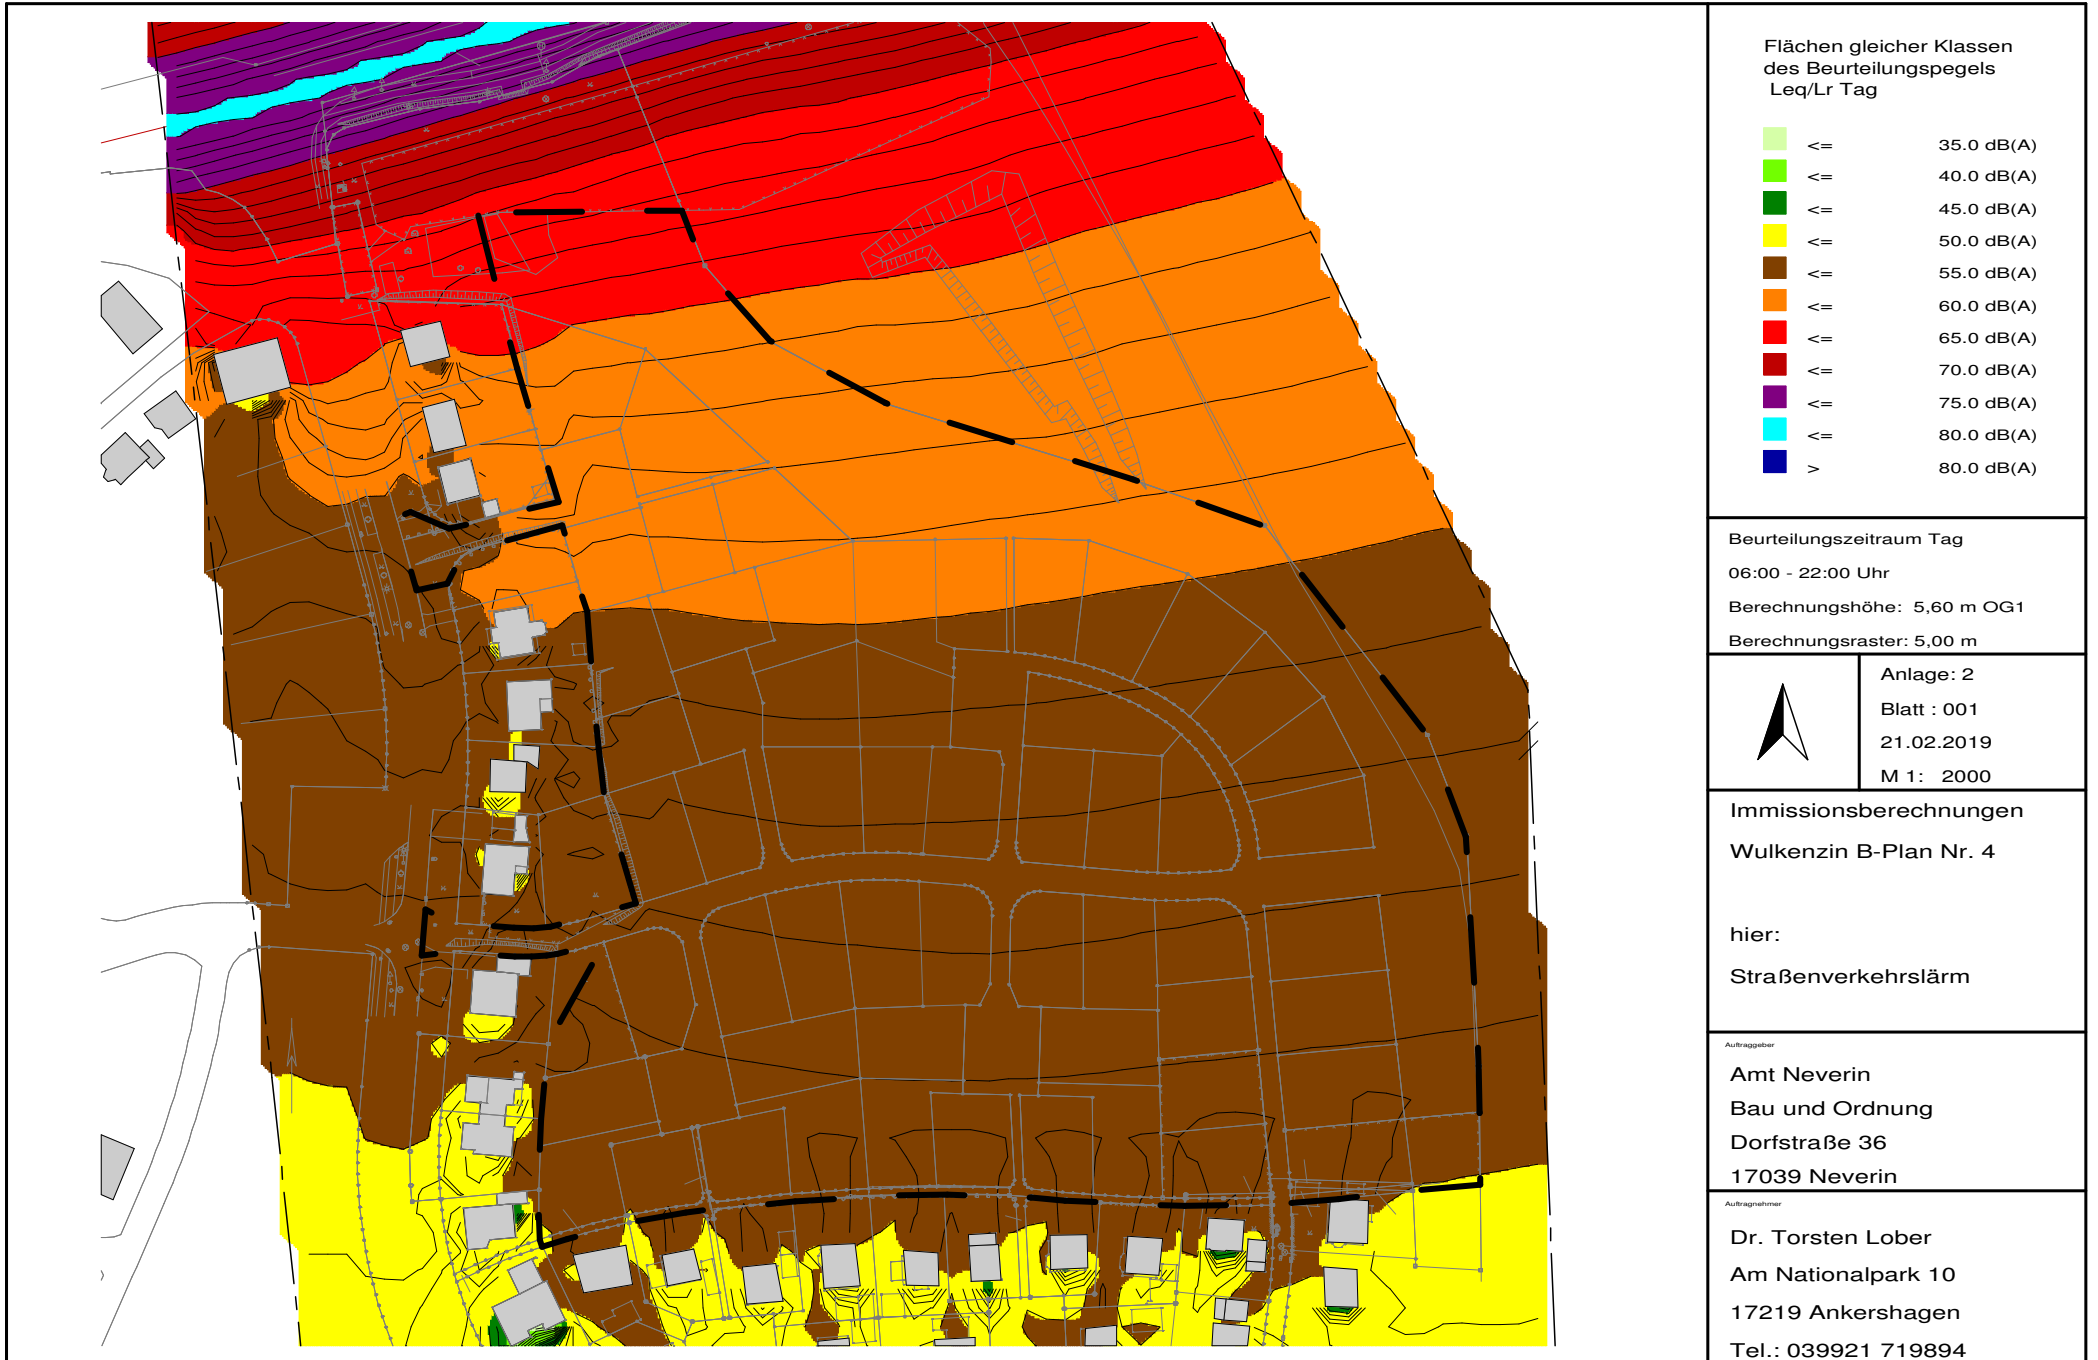 Flächen gleicher Klassen
des Beurteilungspegels
Leq/Lr Tag
<= 35.0 dB(A)
<= 40.0 dB(A)
<= 45.0 dB(A)
<= 50.0 dB(A)
<= 55.0 dB(A)
<= 60.0 dB(A)
<= 65.0 dB(A)
<= 70.0 dB(A)
<= 75.0 dB(A)
<= 80.0 dB(A)
> 80.0 dB(A)
Beurteilungszeitraum Tag
06:00 - 22:00 Uhr
Berechnungshöhe: 5,60 m OG1
Berechnungsraster: 5,00 m
Anlage: 2
Blatt : 001
21.02.2019
M 1: 2000
Immissionsberechnungen
Wulkenzin B-Plan Nr. 4
hier:
Straßenverkehrslärm
Auftraggeber
Amt Neverin
Bau und Ordnung
Dorfstraße 36
17039 Neverin
Auftragnehmer
Dr. Torsten Lober
Am Nationalpark 10
17219 Ankershagen
Tel.: 039921 719894